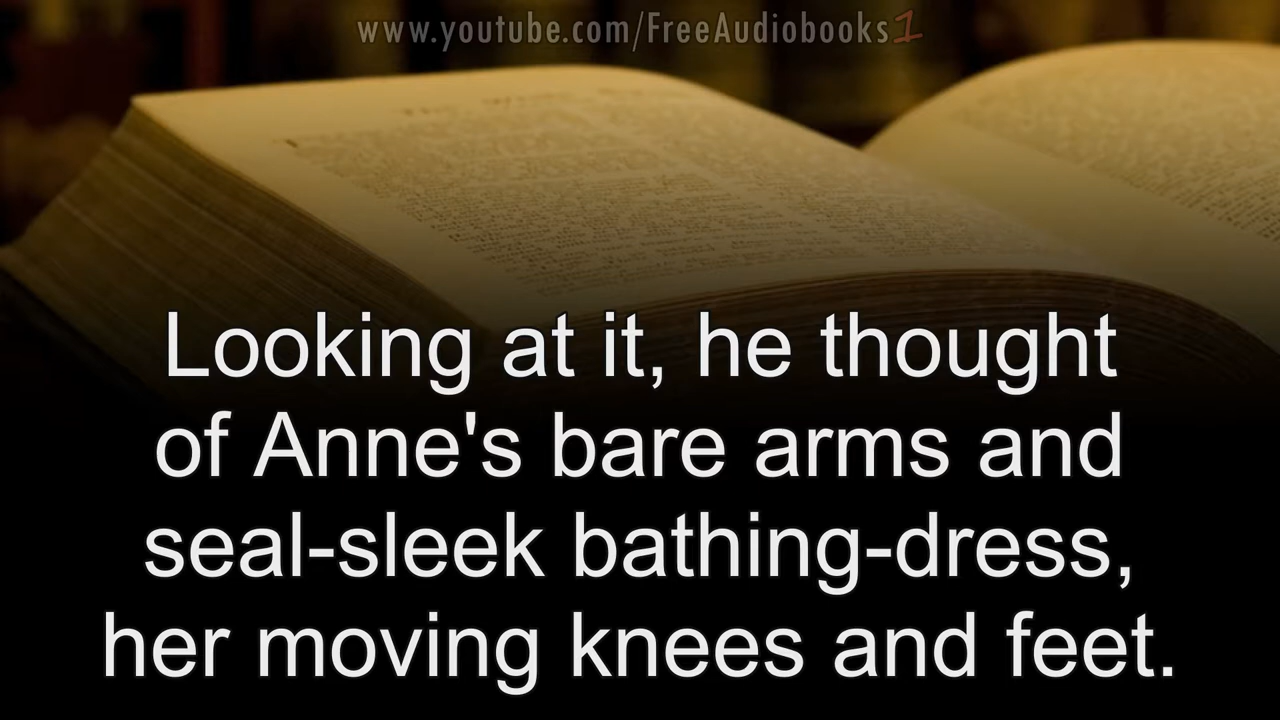 www.youtube.com/FreeAudiobooks1
Looking at it, he thought
of Anne's bare arms and
seal-sleek bathing-dress,
her moving knees and feet.